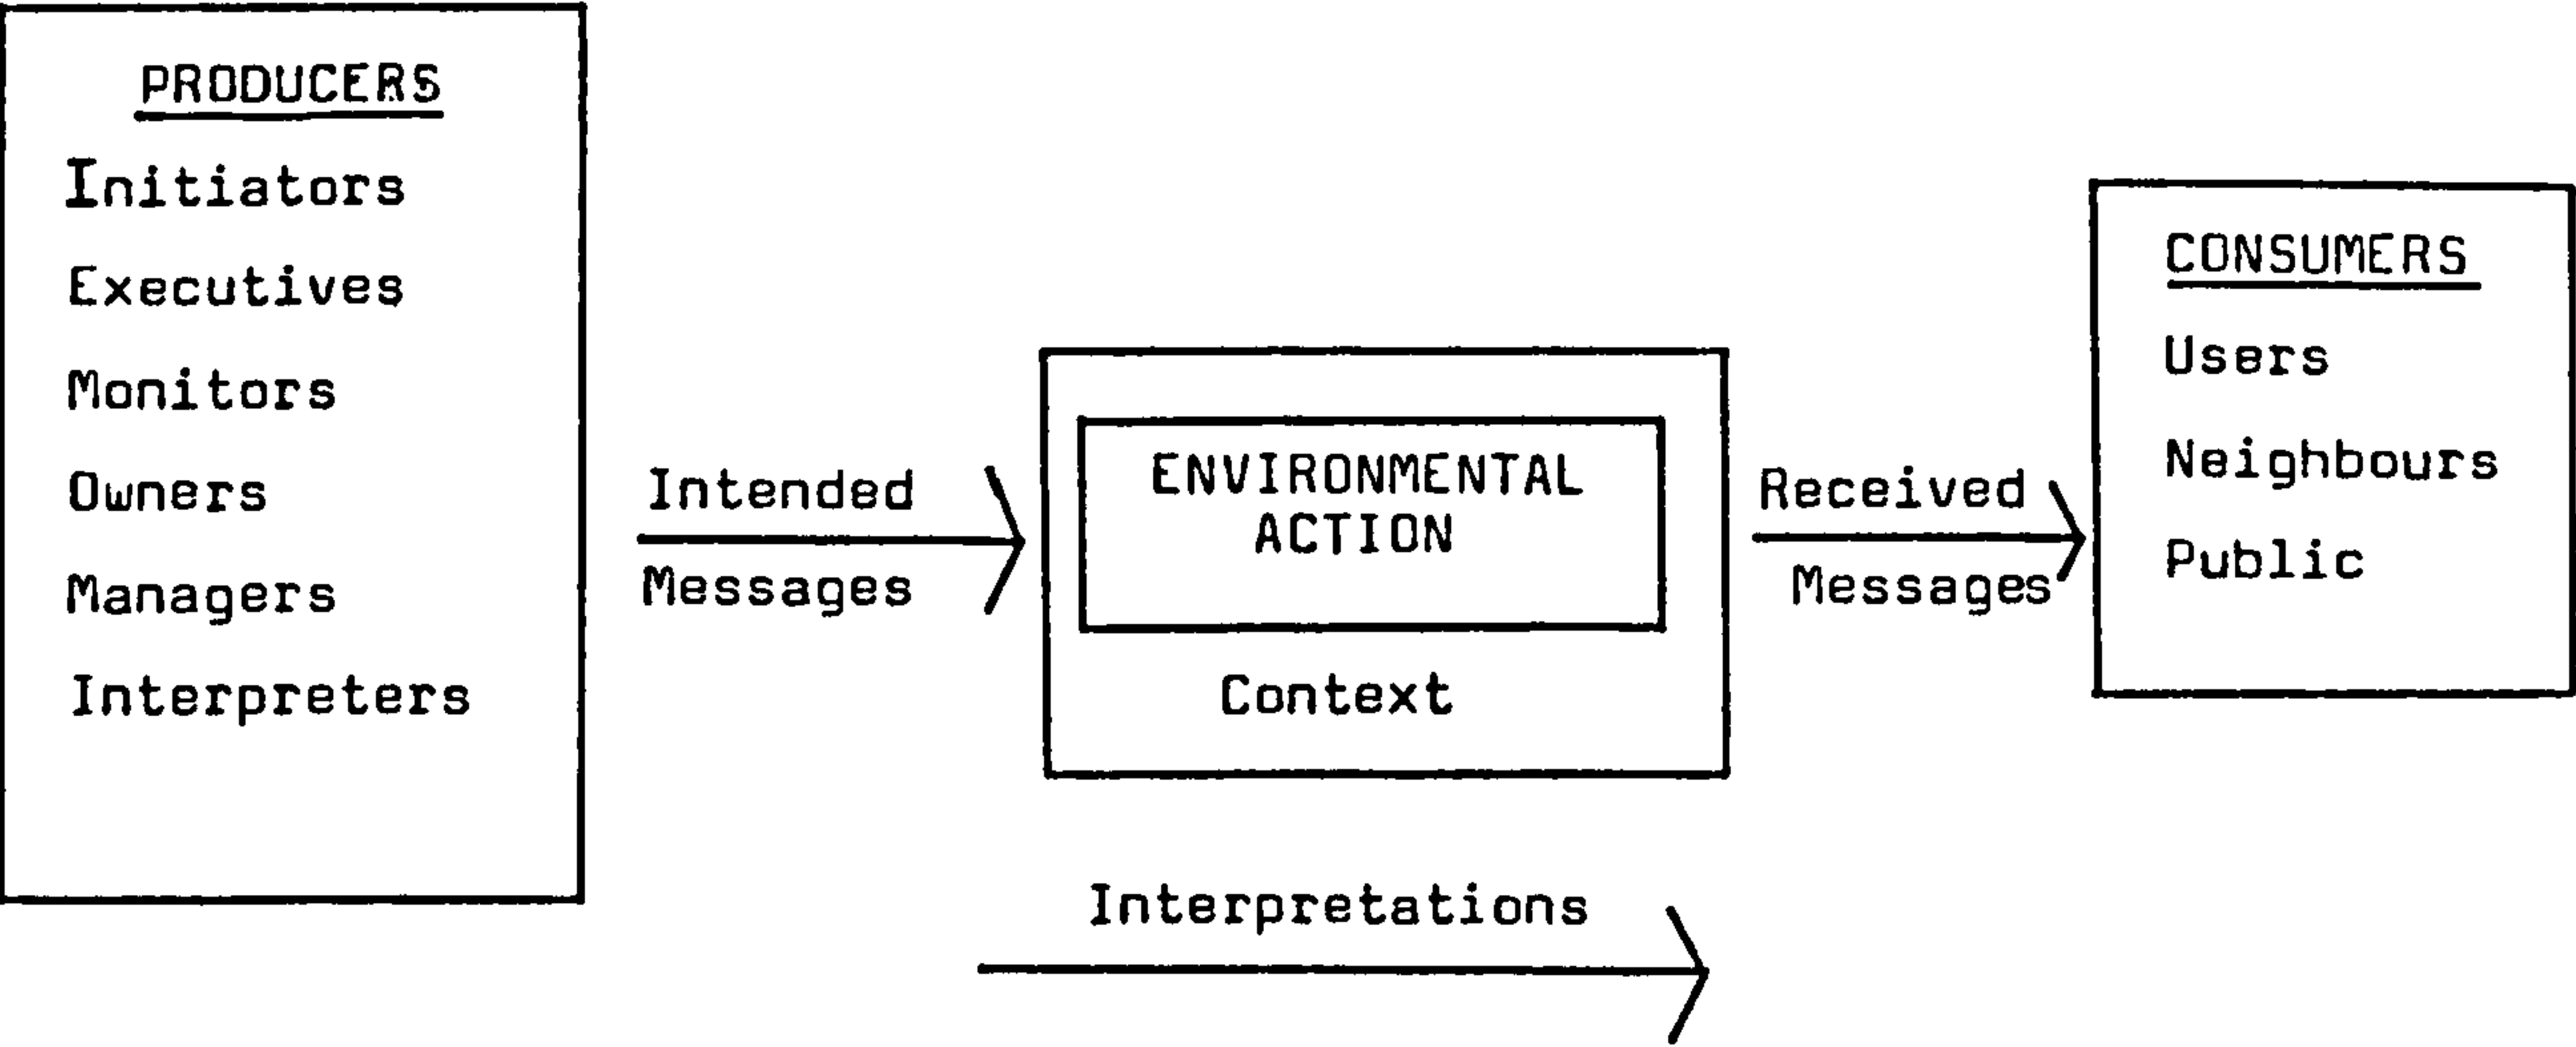 PRODUCERS
Initiators
Executives
Monitors
Owners
Managers
Interpreters
Intended
Messages
ENVIRONMENTAL
ACTION
Context
Received
Messages
CONSUMERS
Users
Neighbours
Public
Interpretations